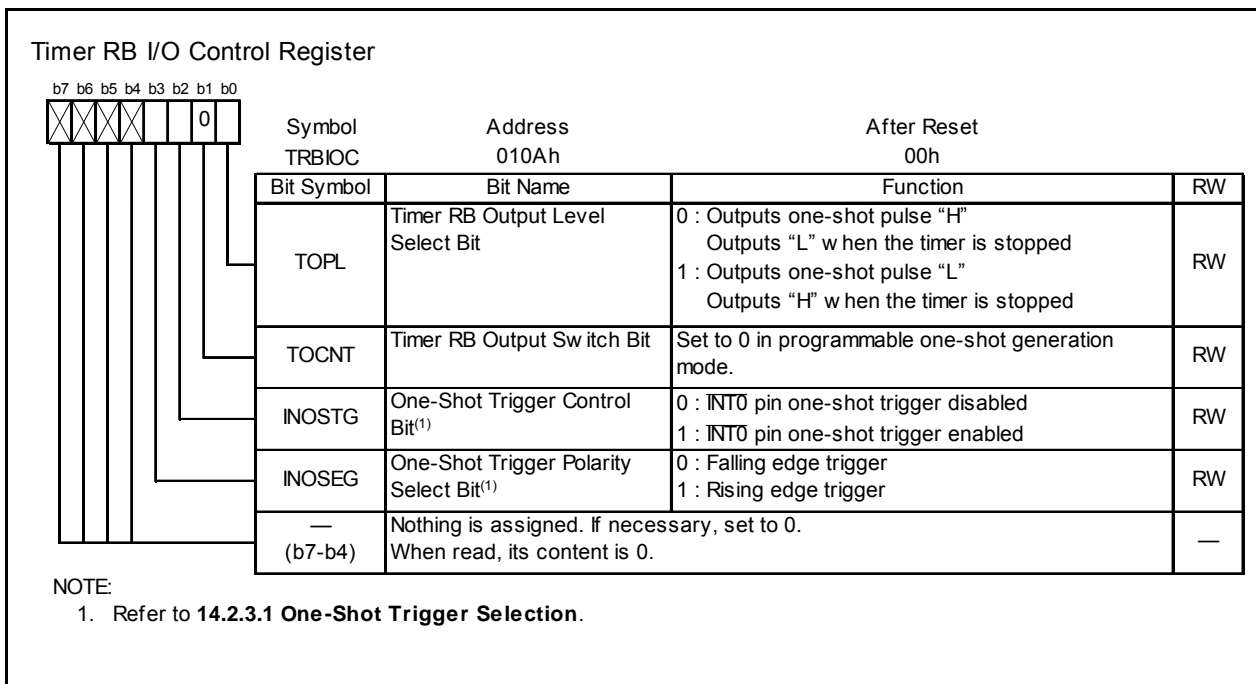 Timer RB I/O Control Register
b7 b6 b5 b4 b3 b2 b1 b0
0
Symbol Address After Reset
TRBIOC 010Ah 00h
Bit Symbol Bit Name Function RW
TOPL Timer RB Output Level Select Bit 0 : Outputs one-shot pulse “H”
Outputs “L” w hen the timer is stopped
1 : Outputs one-shot pulse “L”
Outputs “H” w hen the timer is stopped RW
TOCNT Timer RB Output Sw itch Bit Set to 0 in programmable one-shot generation
mode. RW
INOSTG One-Shot Trigger Control
Bit(1) 0 : INT0 pin one-shot trigger disabled
1 : INT0 pin one-shot trigger enabled RW
INOSEG One-Shot Trigger Polarity
Select Bit(1) 0 : Falling edge trigger
1 : Rising edge trigger RW
—
(b7-b4) Nothing is assigned. If necessary, set to 0.
When read, its content is 0. —
NOTE:
1. Refer to 14.2.3.1 One-Shot Trigger Selection.